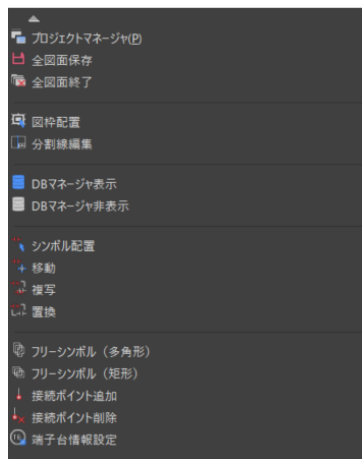 プロジェクトマネージャ(P)
全図面保存
全図面終了
図枠配置
分割線編集
DBマネージャ表示
DBマネージャ非表示
シンボル配置
移動
複写
置換
フリーシンボル（多角形）
フリーシンボル（矩形）
接続ポイント追加
接続ポイント削除
端子台情報設定